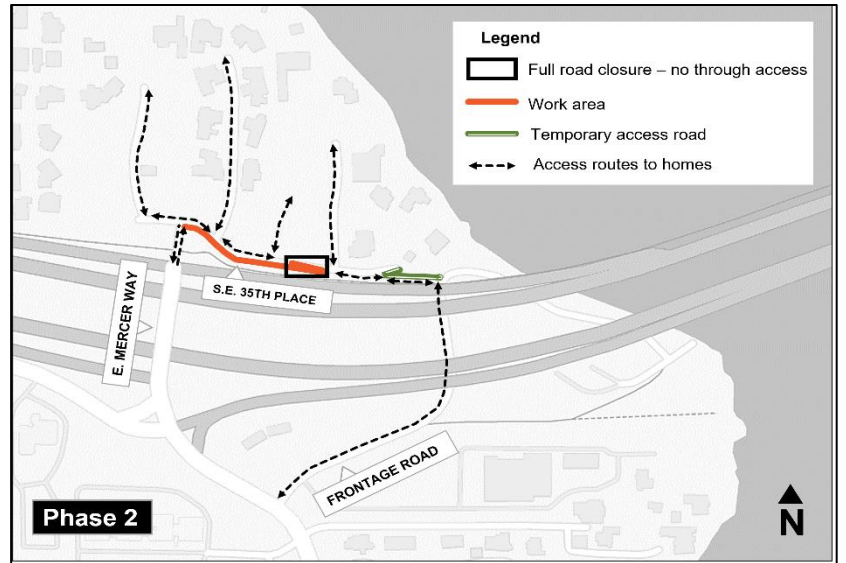 Legend
Full road closure – no through access
Work area
Temporary access road
Access routes to homes
S.E. 35TH PLACE
E. MERCER WAY
FRONTAGE ROAD
Phase 2
N